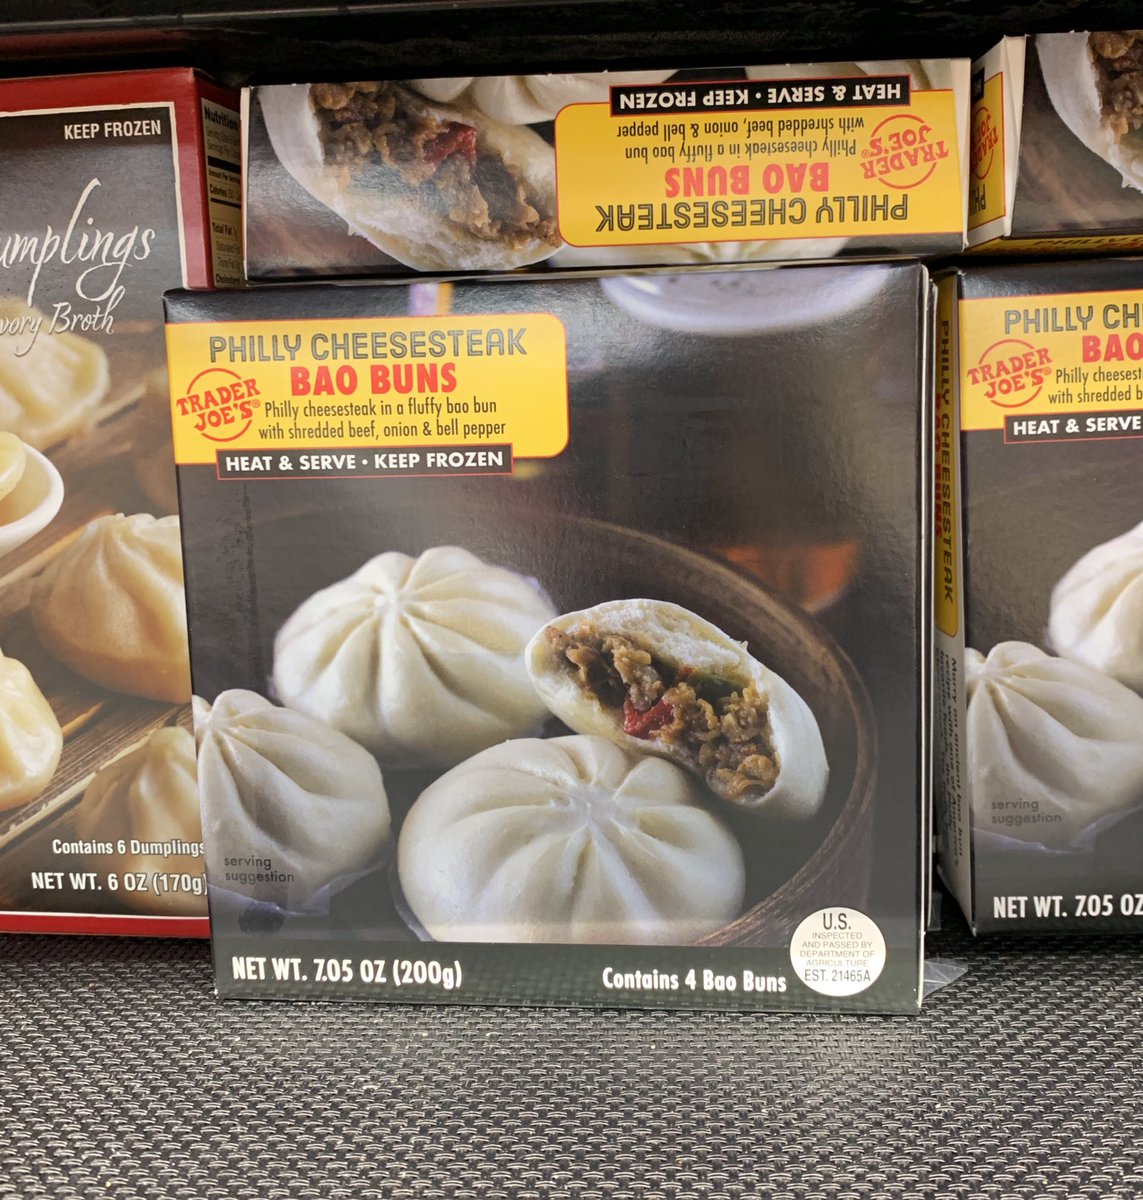 KEEP FROZEN
umplings
vory Broth
Contains 6 Dumplings
NET WT. 6 OZ (170g)
Nutrition
HEAT & SERVE • KEEP FROZEN
PHILLY CHEESESTEAK
BAO BUNS
TRADER JOE'S®
Philly cheesesteak in a fluffy bao bun
with shredded beef, onion & bell pepper
PHILLY CHEESESTEAK
BAO BUNS
TRADER JOE'S®
Philly cheesesteak in a fluffy bao bun
with shredded beef, onion & bell pepper
HEAT & SERVE • KEEP FROZEN
serving
suggestion
NET WT. 7.05 OZ (200g)
Contains 4 Bao Buns
U.S.
INSPECTED
AND PASSED BY
DEPARTMENT OF
AGRICULTURE
EST. 21465A
PHILLY CHEESESTEAK
BAO BUNS
PHILLY CH
BAO
TRADER JOE'S®
Philly cheeses
with shredded b
HEAT & SERVE
serving
suggestion
NET WT. 7.05 OZ